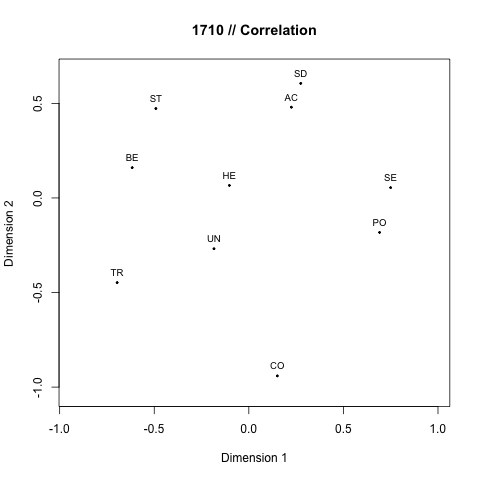 1710 // Correlation
SD
ST
AC
BE
HE
SE
PO
UN
TR
CO
Dimension 2
0.5
0.0
-0.5
-1.0
-1.0 -0.5 0.0 0.5 1.0
Dimension 1